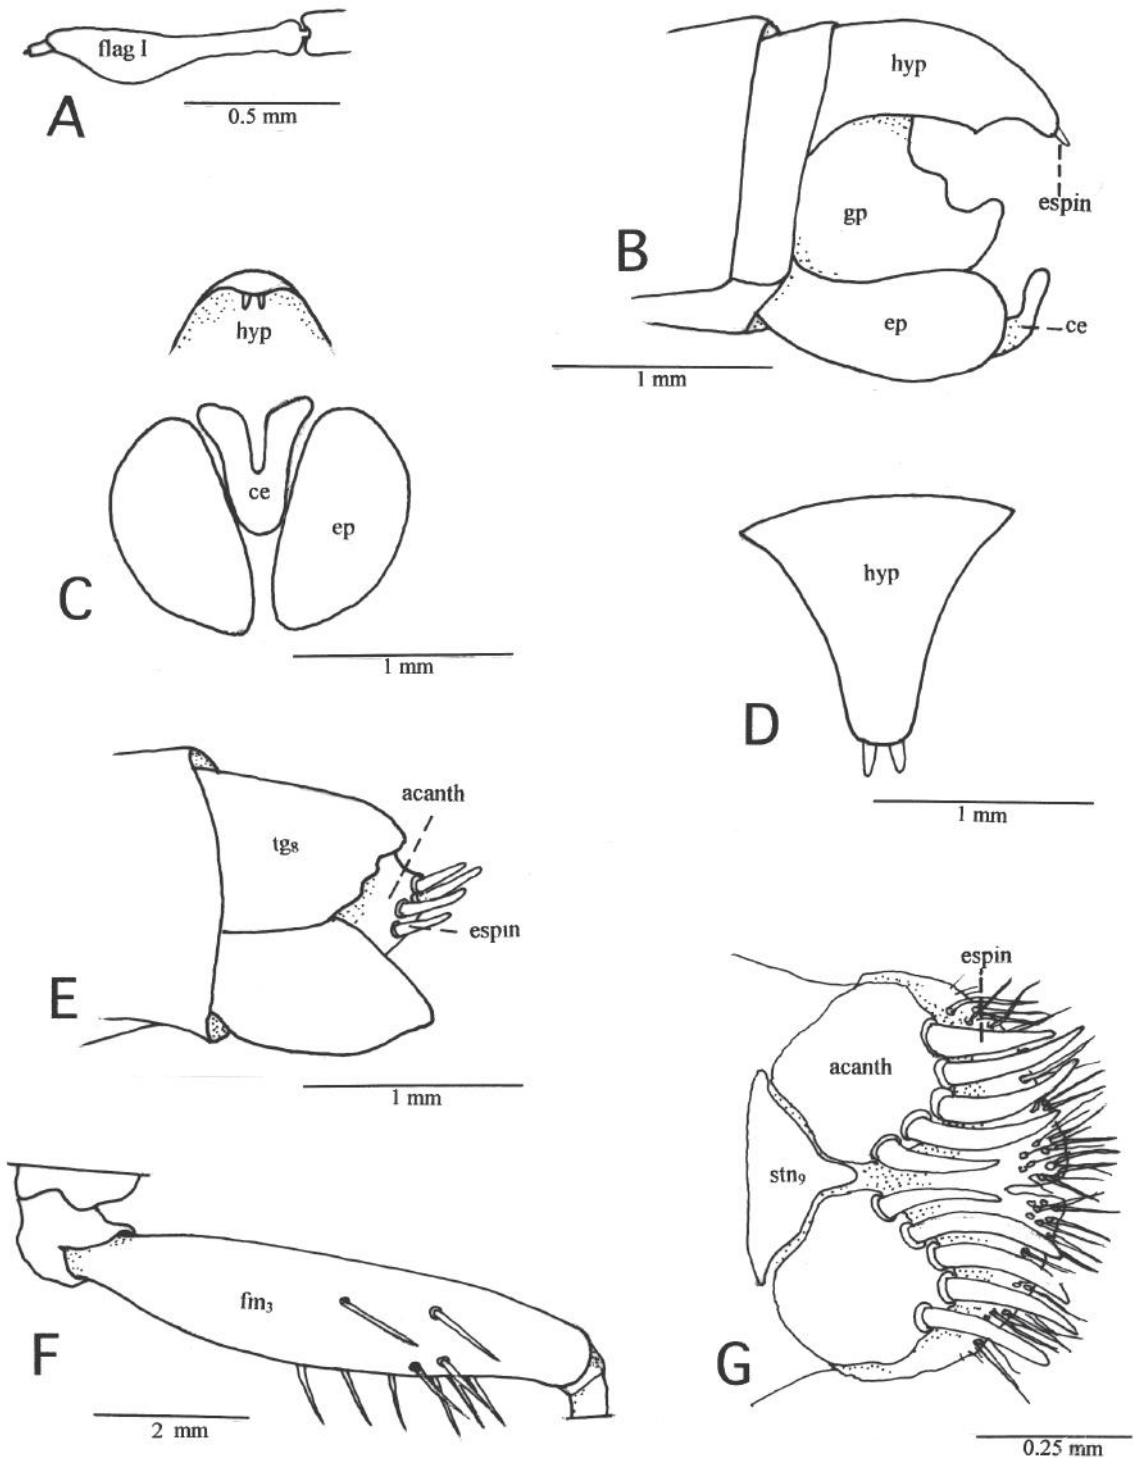 flag I
A
0.5 mm
hyp
espin
gp
B
ep
ce
1 mm
hyp
ce
ep
C
1 mm
hyp
D
1 mm
acanth
tg8
espin
E
1 mm
espin
acanth
stn9
G
0.25 mm
fm3
F
2 mm